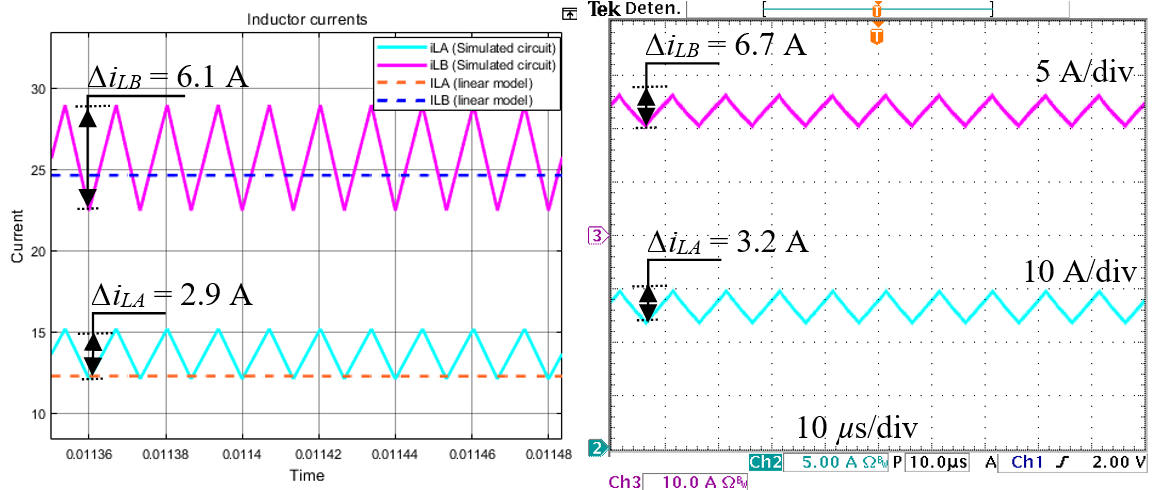 Inductor currents
iLA (Simulated circuit)
iLB (Simulated circuit)
ILA (linear model)
ILB (linear model)
ΔiLB = 6.1 A
ΔiLA = 2.9 A
Current
30
25
20
15
10
0.01136 0.01138 0.0114 0.01142 0.01144 0.01146 0.01148
Time
Tek Deten.
T
T
ΔiLB = 6.7 A
5 A/div
3
ΔiLA = 3.2 A
10 A/div
10 µs/div
2
Ch2 5.00 A ΩBW P 10.0µs A Ch1 2.00 V
Ch3 10.0 A ΩBW